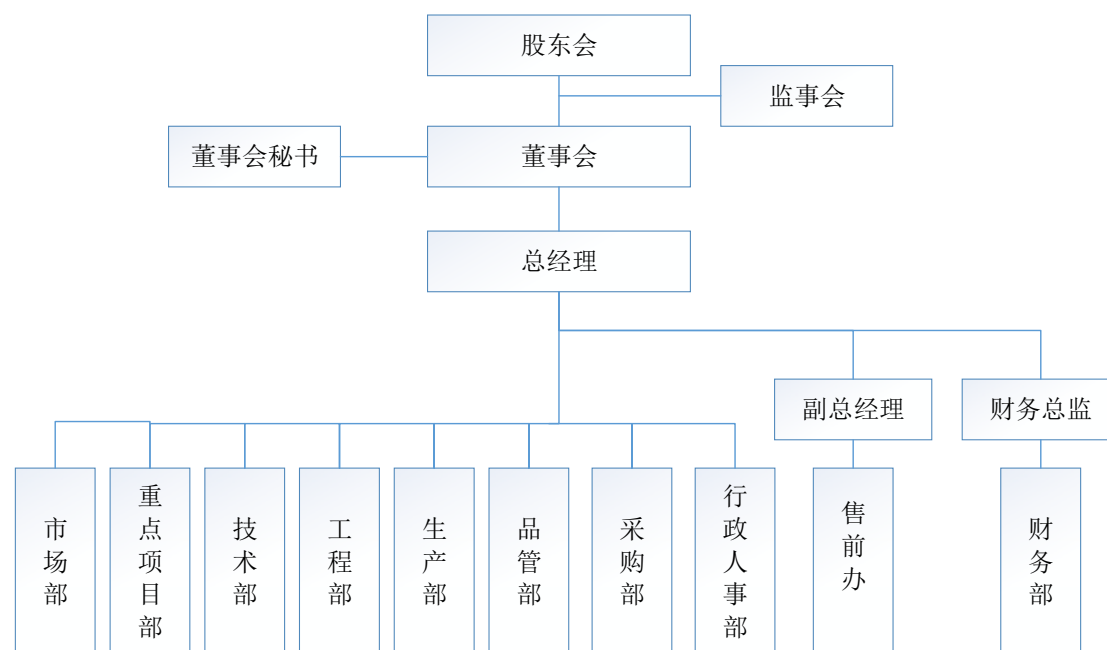 股东会
监事会
董事会秘书
董事会
总经理
副总经理
财务总监
市场部
重点项目部
技术部
工程部
生产部
品管部
采购部
行政人事部
售前办
财务部